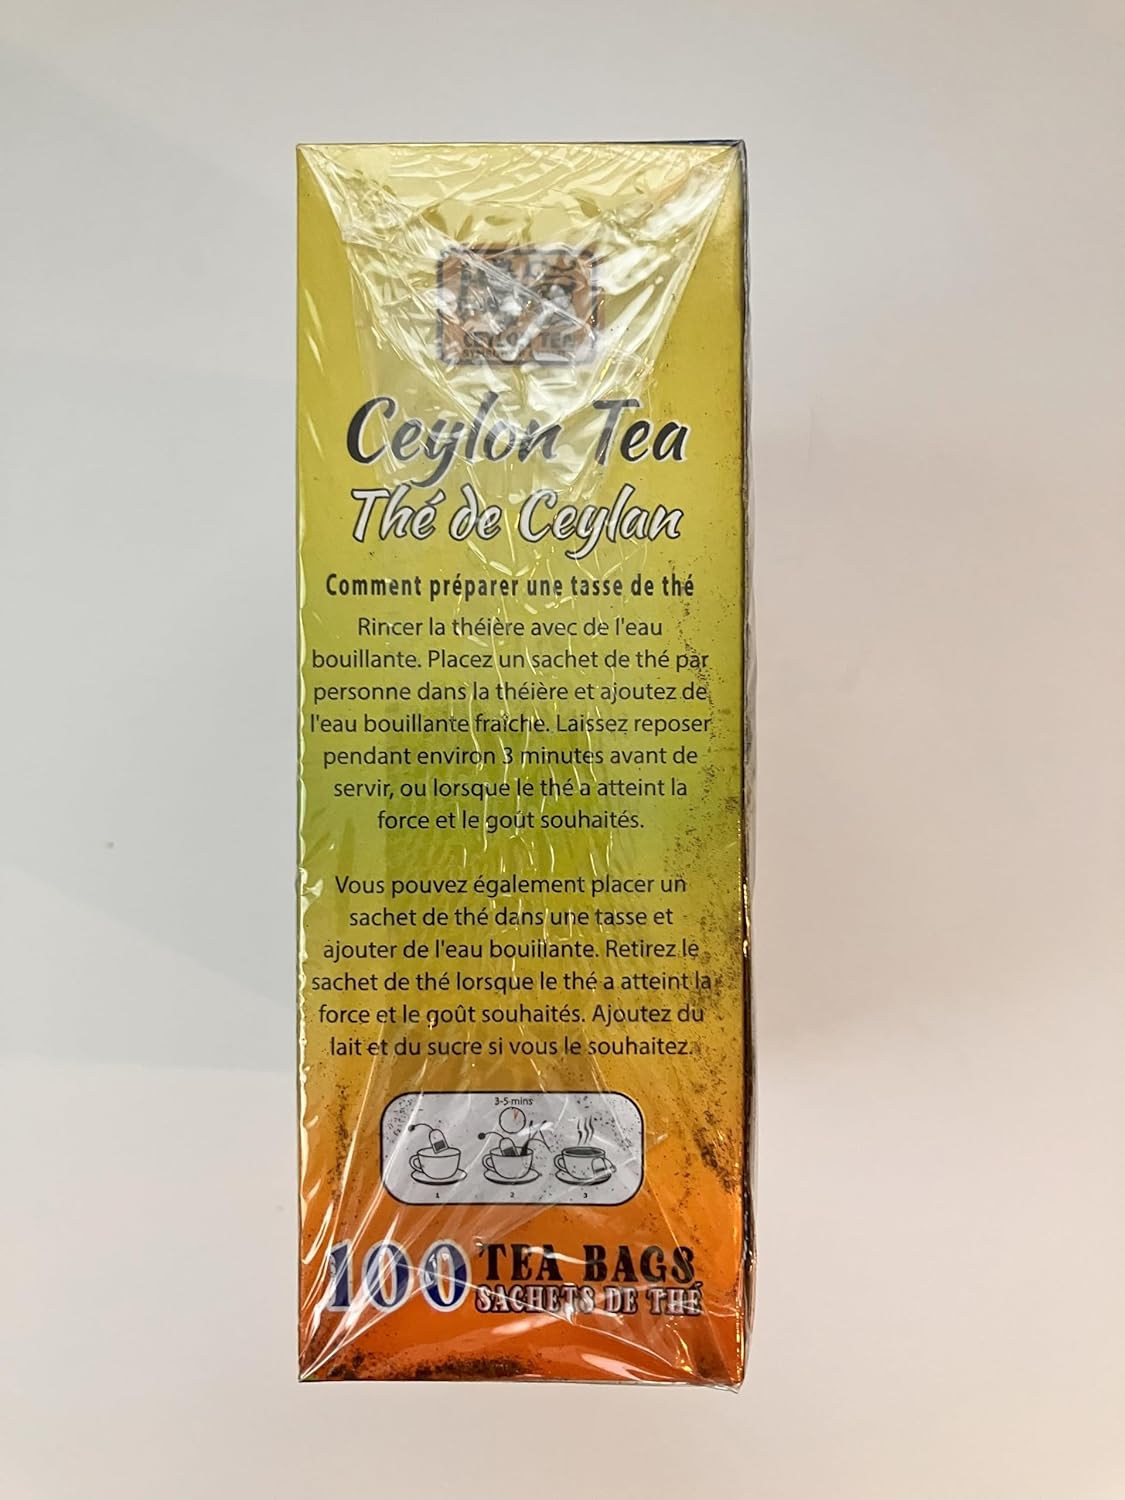 CEYLON TEA
Ceylon Tea
Thé de Ceylan
Comment préparer une tasse de thé
Rincer la théière avec de l'eau
bouillante. Placez un sachet de thé par
personne dans la théière et ajoutez de
l'eau bouillante fraîche. Laissez reposer
pendant environ 3 minutes avant de
servir, ou lorsque le thé a atteint la
force et le goût souhaités.
Vous pouvez également placer un
sachet de thé dans une tasse et
ajouter de l'eau bouillante. Retirez le
sachet de thé lorsque le thé a atteint la
force et le goût souhaités. Ajoutez du
lait et du sucre si vous le souhaitez.
3-5 mins
1 2 3
100 TEA BAGS
SACHETS DE THÉ